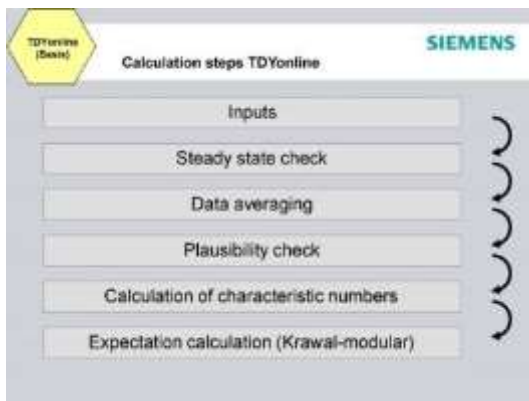 TDYonline
(Basis)
SIEMENS
Calculation steps TDYonline
Inputs
Steady state check
Data averaging
Plausibility check
Calculation of characteristic numbers
Expectation calculation (Krawal-modular)